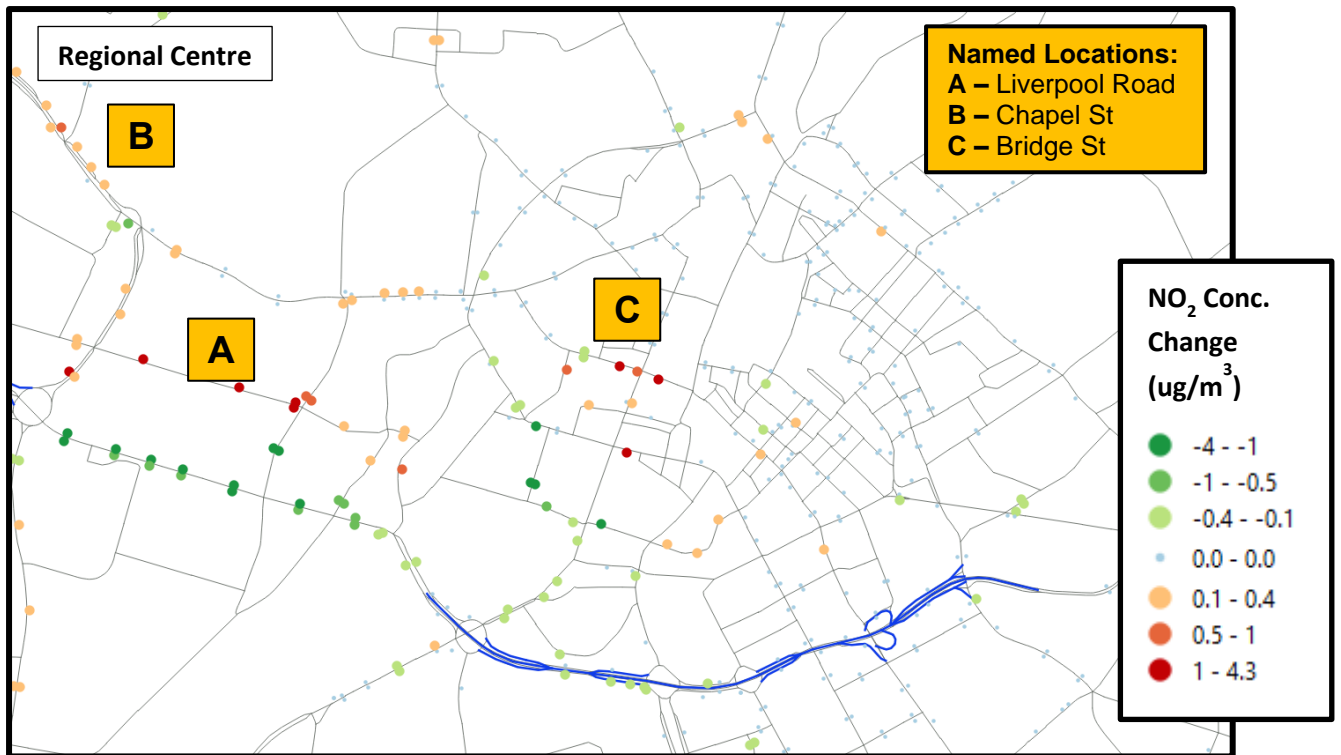 Regional Centre
Named Locations:
A – Liverpool Road
B – Chapel St
C – Bridge St
B
C
A
NO₂ Conc.
Change
(ug/m³)
-4 - -1
-1 - -0.5
-0.4 - -0.1
0.0 - 0.0
0.1 - 0.4
0.5 - 1
1 - 4.3